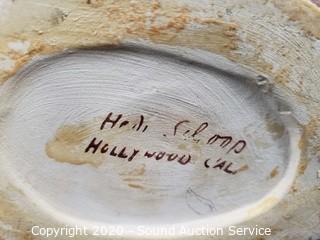 Hedi Schoop
HOLLYWOOD CAL
Copyright 2020 - Sound Auction Service